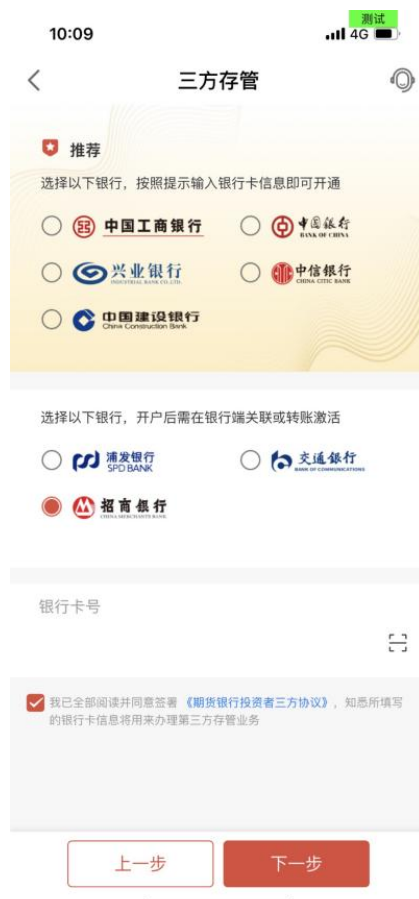 测试
10:09
4G
三方存管
推荐
选择以下银行，按照提示输入银行卡信息即可开通
中国工商银行
中国银行
BANK OF CHINA
兴业银行
INDUSTRIAL BANK CO.,LTD.
中信银行
CHINA CITIC BANK
中国建设银行
China Construction Bank
选择以下银行，开户后需在银行端关联或转账激活
浦发银行
SPD BANK
交通银行
BANK OF COMMUNICATIONS
招商银行
CHINA MERCHANTS BANK
银行卡号
我已全部阅读并同意签署《期货银行投资者三方协议》，知悉所填写
的银行卡信息将用来办理第三方存管业务
上一步
下一步